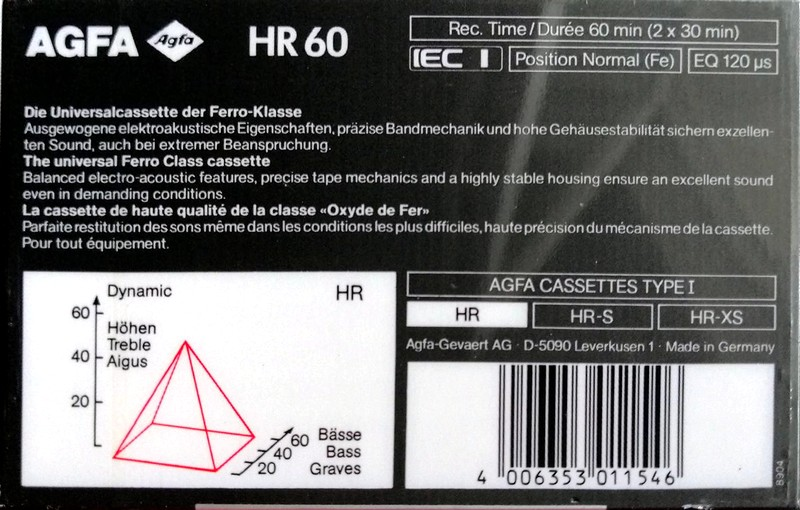 AGFA Agfa HR 60
Rec. Time/Durée 60 min (2 x 30 min)
IEC I Position Normal (Fe) EQ 120 µs
Die Universalcassette der Ferro-Klasse
Ausgewogene elektroakustische Eigenschaften, präzise Bandmechanik und hohe Gehäusestabilität sichern exzellen-
ten Sound, auch bei extremer Beanspruchung.
The universal Ferro Class cassette
Balanced electro-acoustic features, precise tape mechanics and a highly stable housing ensure an excellent sound
even in demanding conditions.
La cassette de haute qualité de la classe «Oxyde de Fer»
Parfaite restitution des sons même dans les conditions les plus difficiles, haute précision du mécanisme de la cassette.
Pour tout équipement.
Dynamic HR
60
Höhen
Treble
40 Aigus
20
60 Bässe
40 Bass
20 Graves
AGFA CASSETTES TYPE I
HR HR-S HR-XS
Agfa-Gevaert AG · D-5090 Leverkusen 1 · Made in Germany
4 006353 011546
8904